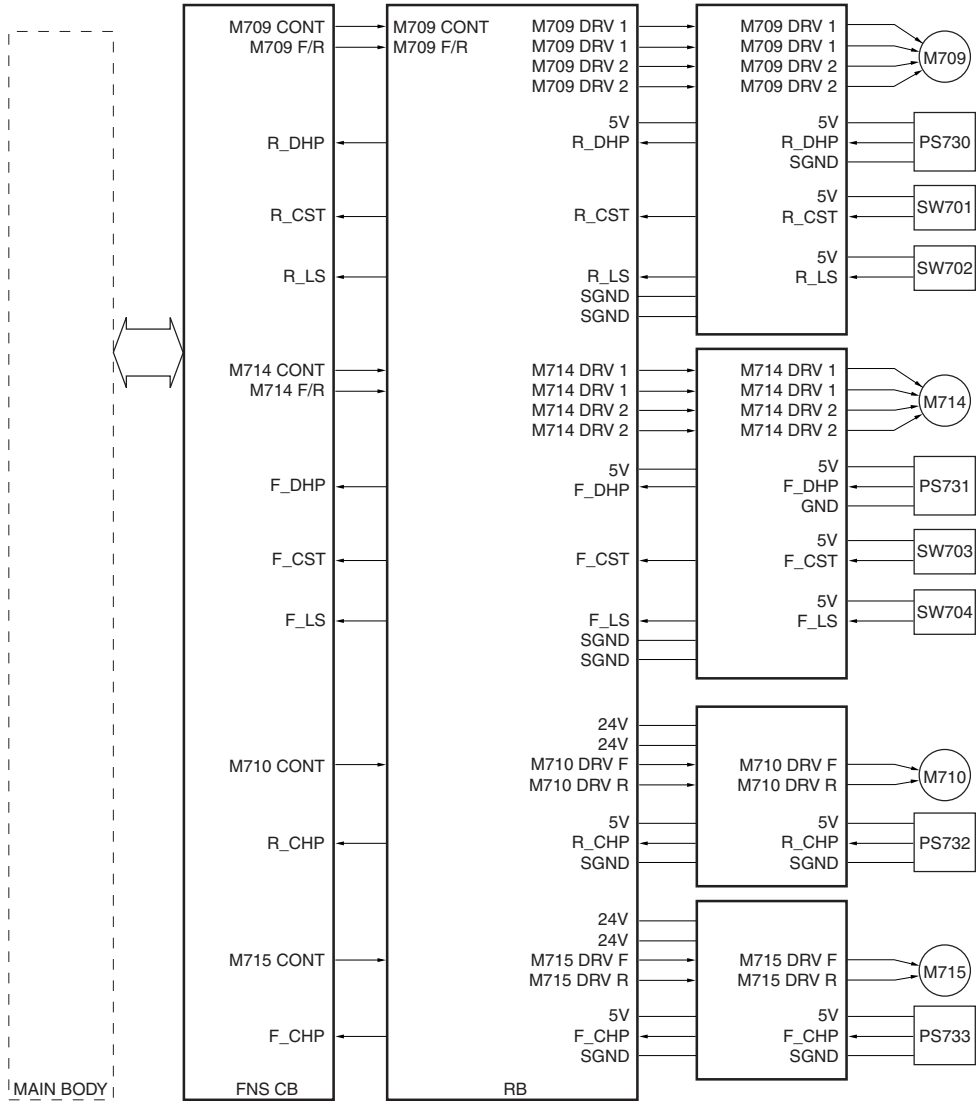 M709 CONT M709 CONT M709 DRV 1 M709 DRV 1
M709 F/R M709 F/R M709 DRV 1 M709 DRV 1
M709 DRV 2 M709 DRV 2
M709 DRV 2 M709 DRV 2
M709
5V 5V
R_DHP R_DHP R_DHP PS730
SGND
5V
R_CST R_CST R_CST SW701
5V
R_LS R_LS R_LS SW702
SGND
SGND
M714 CONT M714 DRV 1 M714 DRV 1
M714 F/R M714 DRV 1 M714 DRV 1
M714 DRV 2 M714 DRV 2
M714 DRV 2 M714 DRV 2
M714
5V 5V
F_DHP F_DHP F_DHP PS731
GND
5V
F_CST F_CST F_CST SW703
5V
F_LS F_LS F_LS SW704
SGND
SGND
24V
24V
M710 CONT M710 DRV F M710 DRV F
M710 DRV R M710 DRV R
M710
5V 5V
R_CHP R_CHP R_CHP PS732
SGND SGND
24V
24V
M715 CONT M715 DRV F M715 DRV F
M715 DRV R M715 DRV R
M715
5V 5V
F_CHP F_CHP F_CHP PS733
SGND SGND
MAIN BODY FNS CB RB